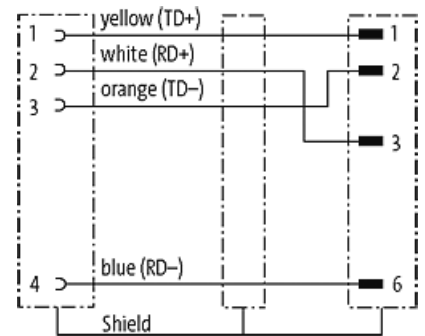 yellow (TD+)
1 1
white (RD+)
2 2
orange (TD–)
3
3
blue (RD–)
4 6
Shield